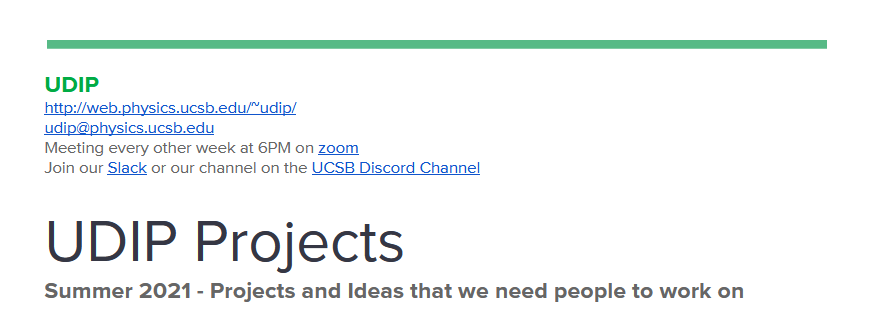 UDIP
http://web.physics.ucsb.edu/~udip/
udip@physics.ucsb.edu
Meeting every other week at 6PM on zoom
Join our Slack or our channel on the UCSB Discord Channel
UDIP Projects
Summer 2021 - Projects and Ideas that we need people to work on